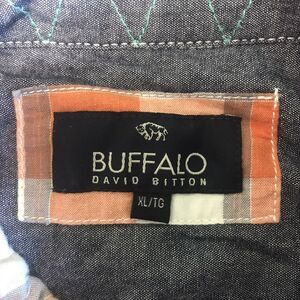 BUFFALO
DAVID BITTON
XL/TG